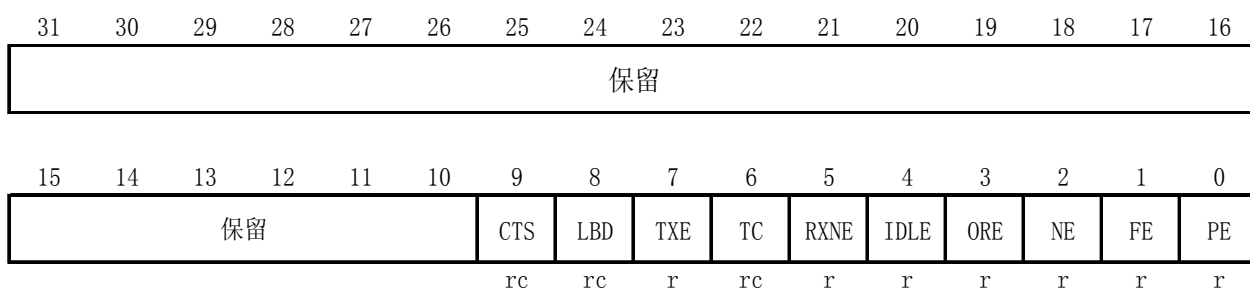 31 30 29 28 27 26 25 24 23 22 21 20 19 18 17 16
保留
15 14 13 12 11 10 9 8 7 6 5 4 3 2 1 0
保留 CTS LBD TXE TC RXNE IDLE ORE NE FE PE
rc rc r rc r r r r r r